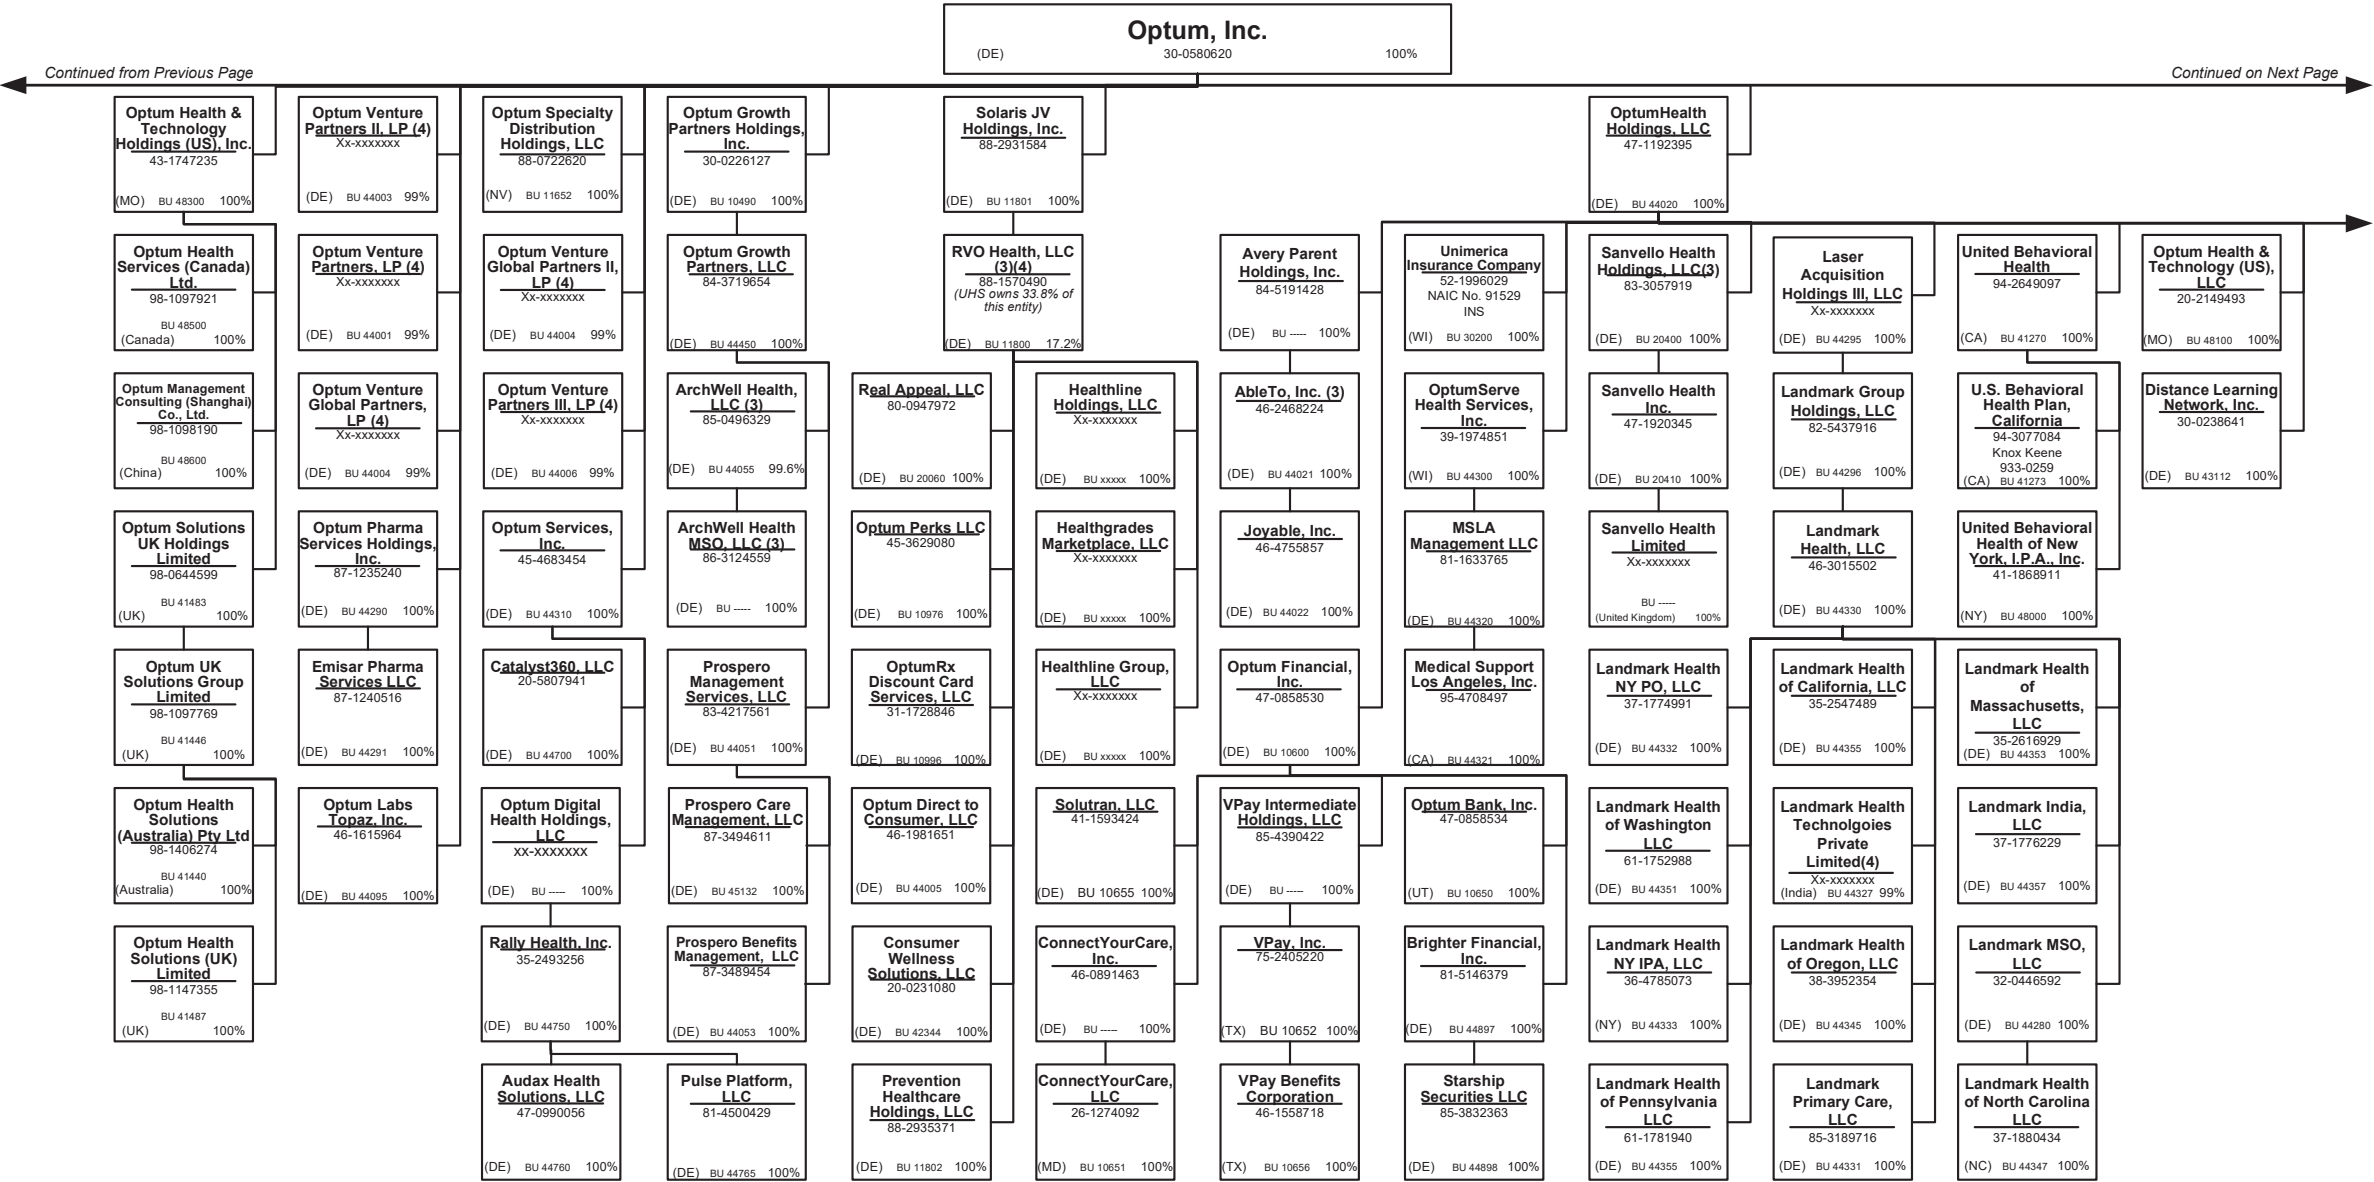 Optum, Inc.
(DE) 30-0580620 100%
Continued from Previous Page
Continued on Next Page
Optum Health &
Technology
Holdings (US), Inc.
43-1747235
(MO) BU 48300 100%
Optum Venture
Partners II, LP (4)
Xx-xxxxxxx
(DE) BU 44003 99%
Optum Specialty
Distribution
Holdings, LLC
88-0722620
(NV) BU 11652 100%
Optum Growth
Partners Holdings,
Inc.
30-0226127
(DE) BU 10490 100%
Solaris JV
Holdings, Inc.
88-2931584
(DE) BU 11801 100%
OptumHealth
Holdings, LLC
47-1192395
(DE) BU 44020 100%
Optum Health
Services (Canada)
Ltd.
98-1097921
BU 48500
(Canada) 100%
Optum Venture
Partners, LP (4)
Xx-xxxxxxx
(DE) BU 44001 99%
Optum Venture
Global Partners II,
LP (4)
Xx-xxxxxxx
(DE) BU 44004 99%
Optum Growth
Partners, LLC
84-3719654
(DE) BU 44450 100%
RVO Health, LLC
(3)(4)
88-1570490
(UHS owns 33.8% of
this entity)
(DE) BU 11800 17.2%
Avery Parent
Holdings, Inc.
84-5191428
(DE) BU ----- 100%
Unimerica
Insurance Company
52-1996029
NAIC No. 91529
INS
(WI) BU 30200 100%
Sanvello Health
Holdings, LLC(3)
83-3057919
(DE) BU 20400 100%
Laser
Acquisition
Holdings III, LLC
Xx-xxxxxxx
(DE) BU 44295 100%
United Behavioral
Health
94-2649097
(CA) BU 41270 100%
Optum Health &
Technology (US),
LLC
20-2149493
(MO) BU 48100 100%
Optum Management
Consulting (Shanghai)
Co., Ltd.
98-1098190
BU 48600
(China) 100%
Optum Venture
Global Partners,
LP (4)
Xx-xxxxxxx
(DE) BU 44004 99%
Optum Venture
Partners III, LP (4)
Xx-xxxxxxx
(DE) BU 44006 99%
ArchWell Health,
LLC (3)
85-0496329
(DE) BU 44055 99.6%
Real Appeal, LLC
80-0947972
(DE) BU 20060 100%
Healthline
Holdings, LLC
Xx-xxxxxxx
(DE) BU xxxxx 100%
AbleTo, Inc. (3)
46-2468224
(DE) BU 44021 100%
OptumServe
Health Services,
Inc.
39-1974851
(WI) BU 44300 100%
Sanvello Health
Inc.
47-1920345
(DE) BU 20410 100%
Landmark Group
Holdings, LLC
82-5437916
(DE) BU 44296 100%
U.S. Behavioral
Health Plan,
California
94-3077084
Knox Keene
933-0259
(CA) BU 41273 100%
Distance Learning
Network, Inc.
30-0238641
(DE) BU 43112 100%
Optum Solutions
UK Holdings
Limited
98-0644599
BU 41483
(UK) 100%
Optum Pharma
Services Holdings,
Inc.
87-1235240
(DE) BU 44290 100%
Optum Services,
Inc.
45-4683454
(DE) BU 44310 100%
ArchWell Health
MSO, LLC (3)
86-3124559
(DE) BU ----- 100%
Optum Perks LLC
45-3629080
(DE) BU 10976 100%
Healthgrades
Marketplace, LLC
Xx-xxxxxxx
(DE) BU xxxxx 100%
Joyable, Inc.
46-4755857
(DE) BU 44022 100%
MSLA
Management LLC
81-1633765
(DE) BU 44320 100%
Sanvello Health
Limited
Xx-xxxxxxx
BU -----
(United Kingdom) 100%
Landmark
Health, LLC
46-3015502
(DE) BU 44330 100%
United Behavioral
Health of New
York, I.P.A., Inc.
41-1868911
(NY) BU 48000 100%
Optum UK
Solutions Group
Limited
98-1097769
BU 41446
(UK) 100%
Emisar Pharma
Services LLC
87-1240516
(DE) BU 44291 100%
Catalyst360, LLC
20-5807941
(DE) BU 44700 100%
Prospero
Management
Services, LLC
83-4217561
(DE) BU 44051 100%
OptumRx
Discount Card
Services, LLC
31-1728846
(DE) BU 10996 100%
Healthline Group,
LLC
Xx-xxxxxxx
(DE) BU xxxxx 100%
Optum Financial,
Inc.
47-0858530
(DE) BU 10600 100%
Medical Support
Los Angeles, Inc.
95-4708497
(CA) BU 44321 100%
Landmark Health
NY PO, LLC
37-1774991
(DE) BU 44332 100%
Landmark Health
of California, LLC
35-2547489
(DE) BU 44355 100%
Landmark Health
of
Massachusetts,
LLC
35-2616929
(DE) BU 44353 100%
Optum Health
Solutions
(Australia) Pty Ltd
98-1406274
BU 41440
(Australia) 100%
Optum Labs
Topaz, Inc.
46-1615964
(DE) BU 44095 100%
Optum Digital
Health Holdings,
LLC
xx-xxxxxxx
(DE) BU ----- 100%
Prospero Care
Management, LLC
87-3494611
(DE) BU 45132 100%
Optum Direct to
Consumer, LLC
46-1981651
(DE) BU 44005 100%
Solutran, LLC
41-1593424
(DE) BU 10655 100%
VPay Intermediate
Holdings, LLC
85-4390422
(DE) BU ----- 100%
Optum Bank, Inc.
47-0858534
(UT) BU 10650 100%
Landmark Health
of Washington
LLC
61-1752988
(DE) BU 44351 100%
Landmark Health
Technolgoies
Private
Limited(4)
Xx-xxxxxxx
(India) BU 44327 99%
Landmark India,
LLC
37-1776229
(DE) BU 44357 100%
Optum Health
Solutions (UK)
Limited
98-1147355
BU 41487
(UK) 100%
Rally Health, Inc.
35-2493256
(DE) BU 44750 100%
Prospero Benefits
Management, LLC
87-3489454
(DE) BU 44053 100%
Consumer
Wellness
Solutions, LLC
20-0231080
(DE) BU 42344 100%
ConnectYourCare,
Inc.
46-0891463
(DE) BU ----- 100%
VPay, Inc.
75-2405220
(TX) BU 10652 100%
Brighter Financial,
Inc.
81-5146379
(DE) BU 44897 100%
Landmark Health
NY IPA, LLC
36-4785073
(NY) BU 44333 100%
Landmark Health
of Oregon, LLC
38-3952354
(DE) BU 44345 100%
Landmark MSO,
LLC
32-0446592
(DE) BU 44280 100%
Audax Health
Solutions, LLC
47-0990056
(DE) BU 44760 100%
Pulse Platform,
LLC
81-4500429
(DE) BU 44765 100%
Prevention
Healthcare
Holdings, LLC
88-2935371
(DE) BU 11802 100%
ConnectYourCare,
LLC
26-1274092
(MD) BU 10651 100%
VPay Benefits
Corporation
46-1558718
(TX) BU 10656 100%
Starship
Securities LLC
85-3832363
(DE) BU 44898 100%
Landmark Health
of Pennsylvania
LLC
61-1781940
(DE) BU 44355 100%
Landmark
Primary Care,
LLC
85-3189716
(DE) BU 44331 100%
Landmark Health
of North Carolina
LLC
37-1880434
(NC) BU 44347 100%